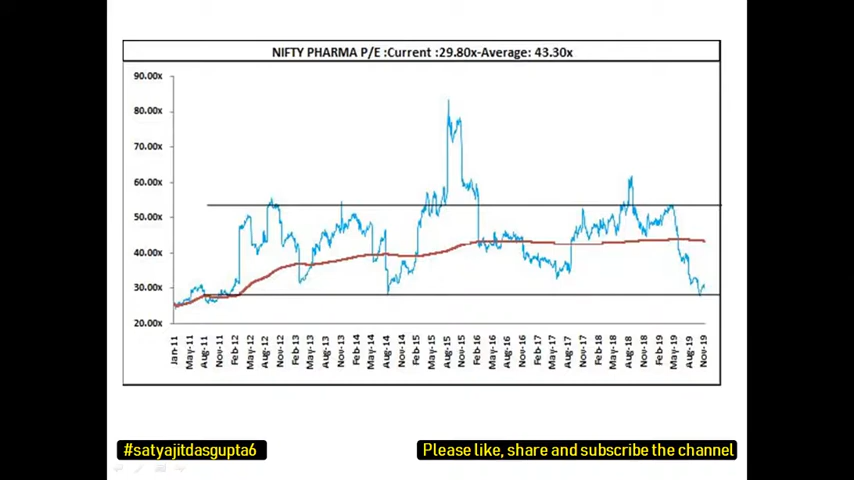 NIFTY PHARMA P/E :Current :29.80x-Average: 43.30x
90.00x
80.00x
70.00x
60.00x
50.00x
40.00x
30.00x
20.00x
Jan-11 May-11 Aug-11 Nov-11 Feb-12 May-12 Aug-12 Nov-12 Feb-13 May-13 Aug-13 Nov-13 Feb-14 May-14 Aug-14 Nov-14 Feb-15 May-15 Aug-15 Nov-15 Feb-16 May-16 Aug-16 Nov-16 Feb-17 May-17 Aug-17 Nov-17 Feb-18 May-18 Aug-18 Nov-18 Feb-19 May-19 Aug-19 Nov-19
#satyajitdasgupta6
Please like, share and subscribe the channel